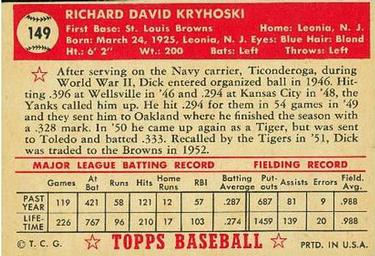 149
RICHARD DAVID KRYHOSKI
First Base: St. Louis Browns Home: Leonia, N. J.
Born: March 24, 1925, Leonia, N. J. Eyes: Blue Hair: Bland
Ht: 6' 2" Wt: 200 Bats: Left Throws: Left
After serving on the Navy carrier, Ticonderoga, during
World War II, Dick entered organized ball in 1946. Hit-
ing .396 at Wellsville in '46 and .294 at Kansas City in '48, the
Yanks called him up. He hit .294 for them in 54 games in '49
and they sent him to Oakland where he finished the season with
a .328 mark. In '50 he came up again as a Tiger, but was sent
to Toledo and batted .333. Recalled by the Tigers in '51, Dick
was traded to the Browns in 1952.
MAJOR LEAGUE BATTING RECORD FIELDING RECORD
Games At Bat Runs Hits Home Runs RBI Batting Average Put-outs Assists Errors Field. Avg.
PAST YEAR 119 421 58 121 12 57 .287 687 81 9 .988
LIFE-TIME 226 767 96 210 17 103 .274 1459 139 20 .988
© T. C. G. TOPPS BASEBALL PRTD. IN U.S.A.